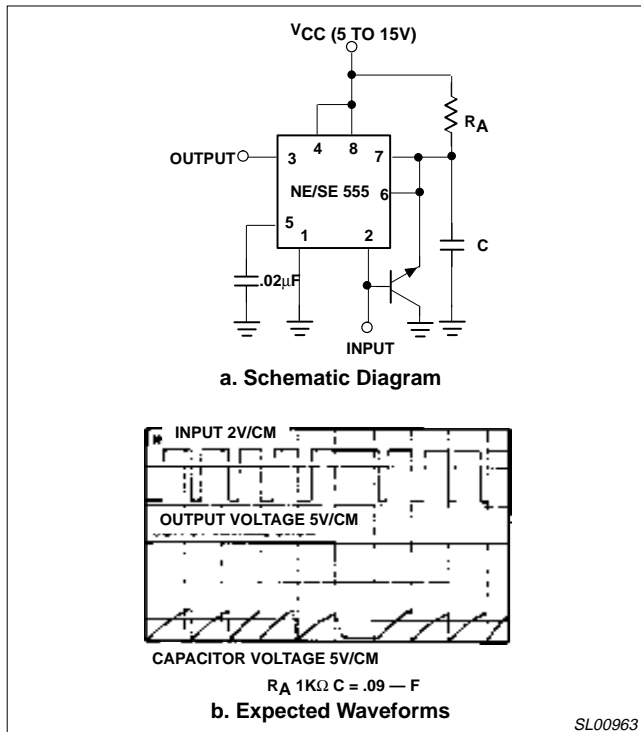 VCC (5 TO 15V)
RA
4 8
OUTPUT 3 7
NE/SE 555 6
5
1 2
C
.02µF
INPUT
a. Schematic Diagram
INPUT 2V/CM
OUTPUT VOLTAGE 5V/CM
CAPACITOR VOLTAGE 5V/CM
RA 1KΩ C = .09 — F
b. Expected Waveforms
SL00963